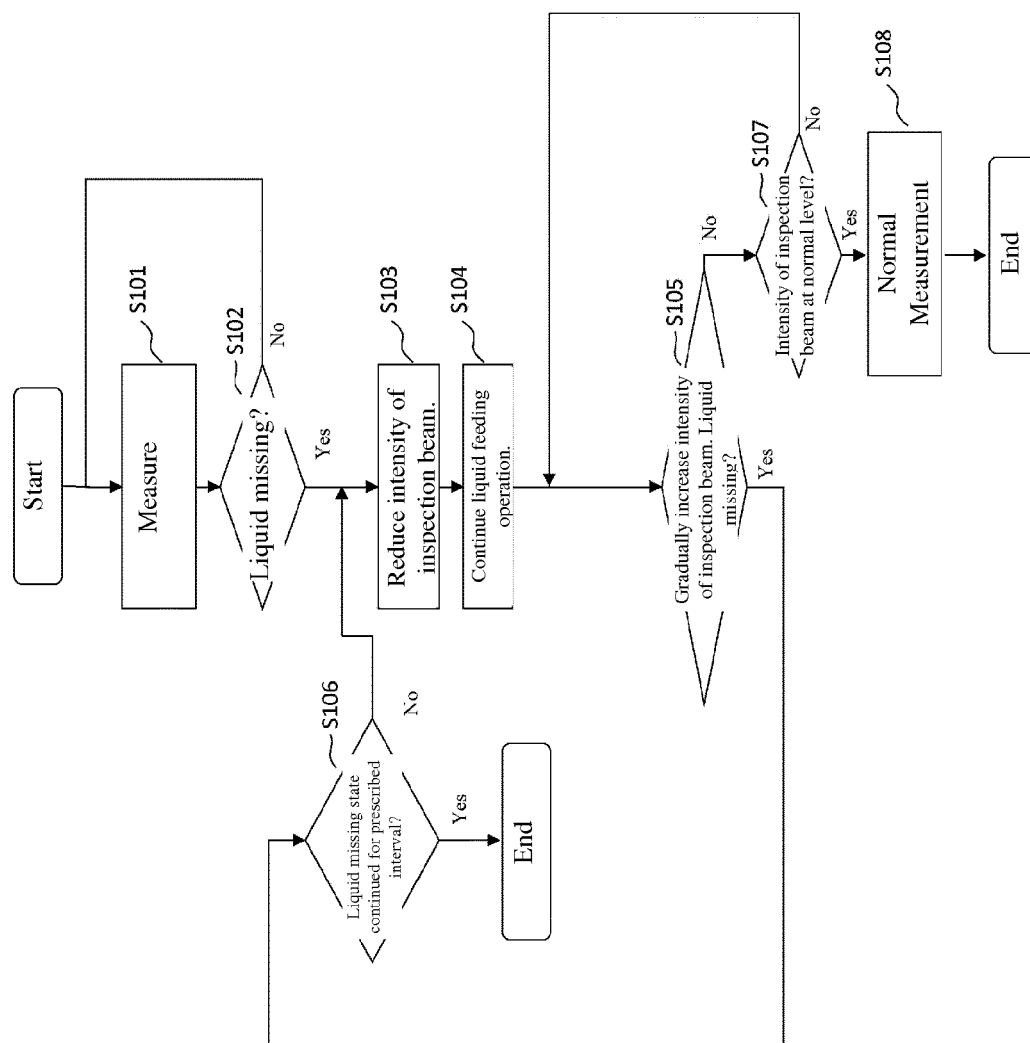 Start
S101
Measure
S102
Liquid missing?
No
Yes
S103
Reduce intensity of
inspection beam.
S104
Continue liquid feeding
operation.
S105
Gradually increase intensity
of inspection beam. Liquid
missing?
No
Yes
S106
Liquid missing state
continued for prescribed
interval?
No
Yes
End
S107
Intensity of inspection
beam at normal level?
No
Yes
S108
Normal
Measurement
End